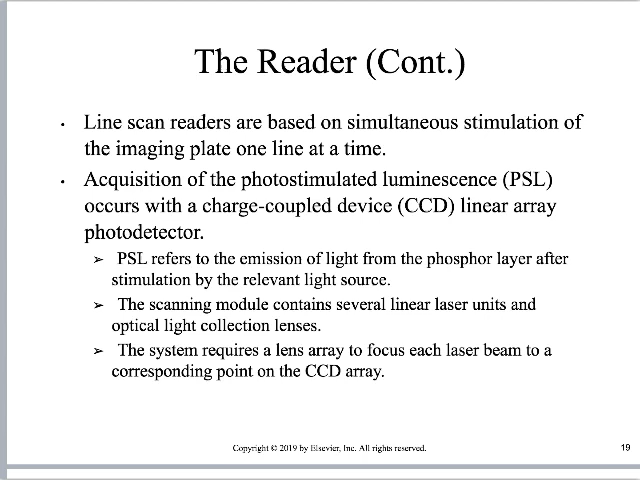 The Reader (Cont.)
• Line scan readers are based on simultaneous stimulation of
the imaging plate one line at a time.
• Acquisition of the photostimulated luminescence (PSL)
occurs with a charge-coupled device (CCD) linear array
photodetector.
➢ PSL refers to the emission of light from the phosphor layer after
stimulation by the relevant light source.
➢ The scanning module contains several linear laser units and
optical light collection lenses.
➢ The system requires a lens array to focus each laser beam to a
corresponding point on the CCD array.
Copyright © 2019 by Elsevier, Inc. All rights reserved.
19